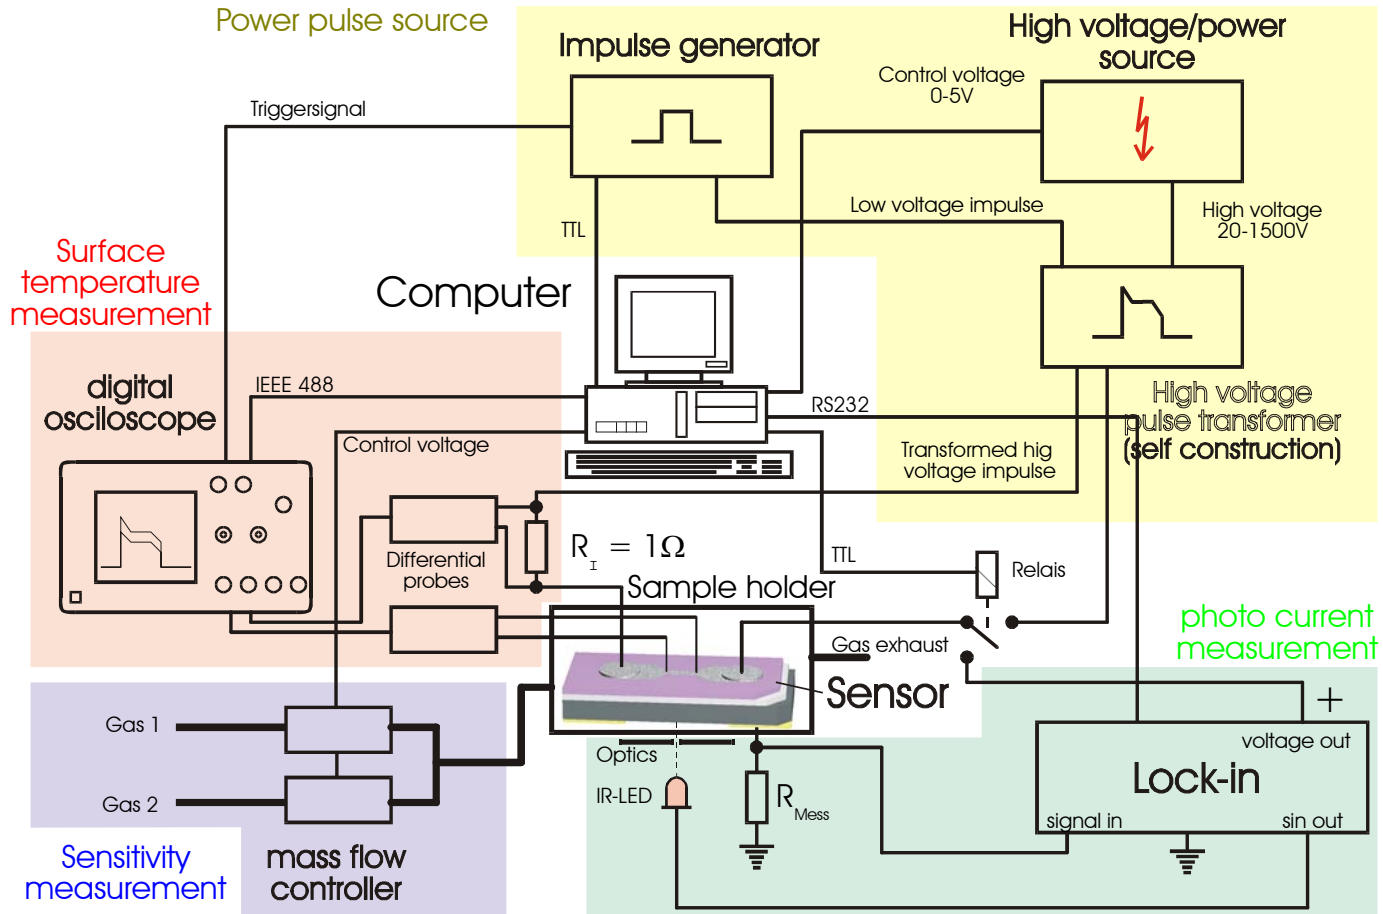 Power pulse source
Impulse generator
High voltage/power
source
Control voltage
0-5V
Triggersignal
Low voltage impulse
High voltage
20-1500V
TTL
Surface
temperature
measurement
Computer
digital
osciloscope
IEEE 488
RS232
High voltage
pulse transformer
(self construction)
Control voltage
Transformed hig
voltage impulse
Differential
probes
R_I = 1Ω
TTL
Relais
Sample holder
photo current
measurement
Gas exhaust
Sensor
Gas 1
+
voltage out
Optics
Lock-in
IR-LED
R_Mess
Gas 2
signal in
sin out
Sensitivity
measurement
mass flow
controller